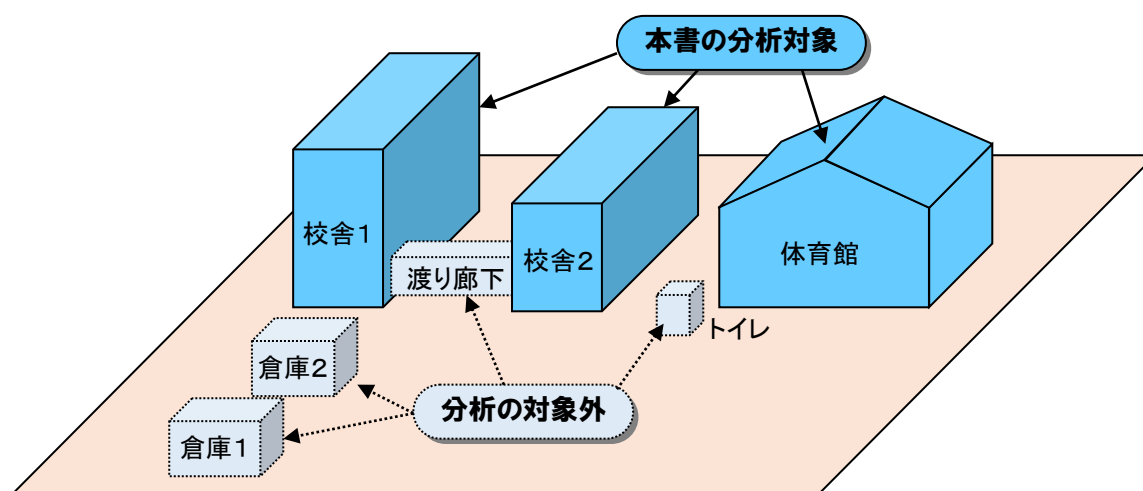 本書の分析対象
校舎1
渡り廊下
校舎2
体育館
トイレ
倉庫2
分析の対象外
倉庫1